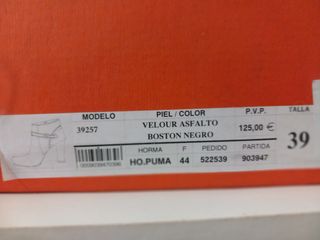 MODELO PIEL / COLOR P.V.P. TALLA
39257 VELOUR ASFALTO 125,00 € 39
BOSTON NEGRO
HORMA F PEDIDO PARTIDA
HO.PUMA 44 522539 903947